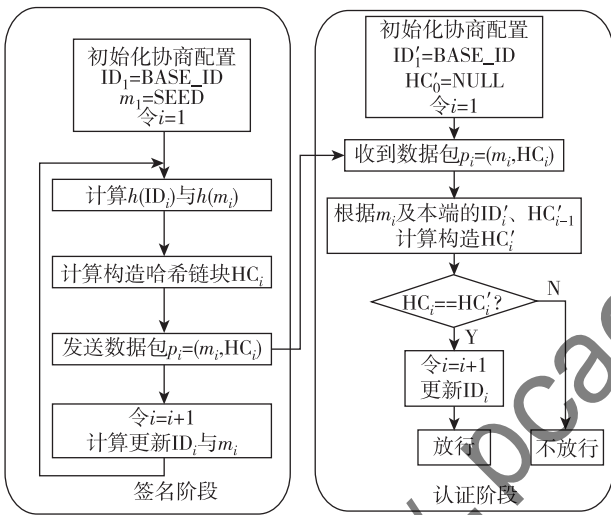 初始化协商配置
ID₁=BASE_ID
m₁=SEED
令i=1
计算h(IDᵢ)与h(mᵢ)
计算构造哈希链块HCᵢ
发送数据包pᵢ=(mᵢ,HCᵢ)
令i=i+1
计算更新IDᵢ与mᵢ
签名阶段
初始化协商配置
ID₁′=BASE_ID
HC₀′=NULL
令i=1
收到数据包pᵢ=(mᵢ,HCᵢ)
根据mᵢ及本端的IDᵢ′、HC′ᵢ₋₁
计算构造HCᵢ′
HCᵢ==HCᵢ′?
N
Y
令i=i+1
更新IDᵢ
放行
不放行
认证阶段
.pcac